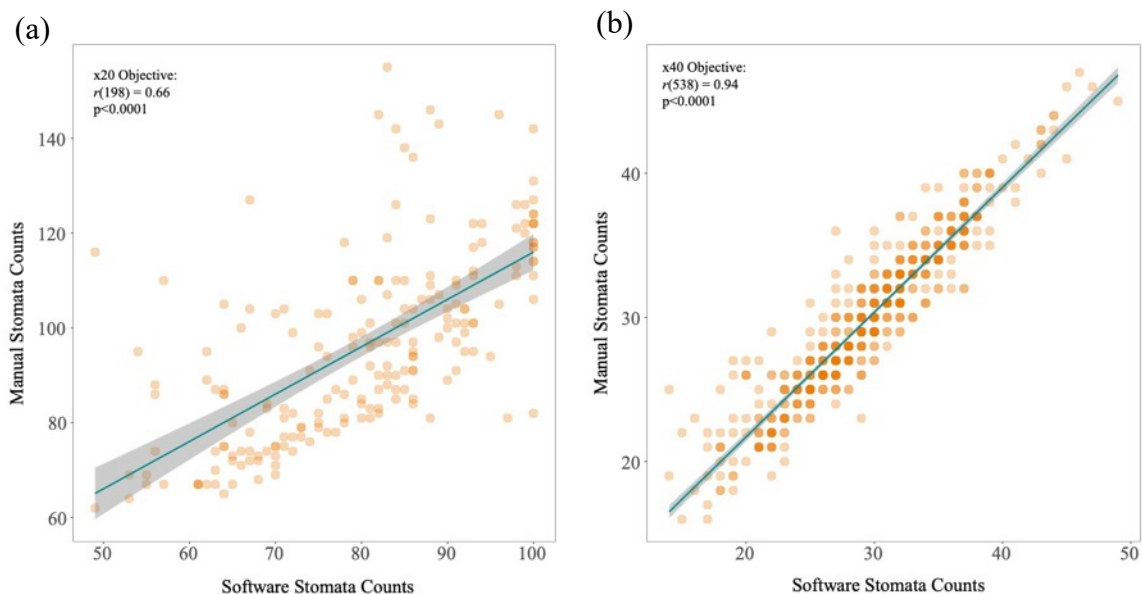 (a)
x20 Objective:
r(198) = 0.66
p<0.0001
140
120
100
80
60
50 60 70 80 90 100
Manual Stomata Counts
Software Stomata Counts
(b)
x40 Objective:
r(538) = 0.94
p<0.0001
40
30
20
20 30 40 50
Manual Stomata Counts
Software Stomata Counts